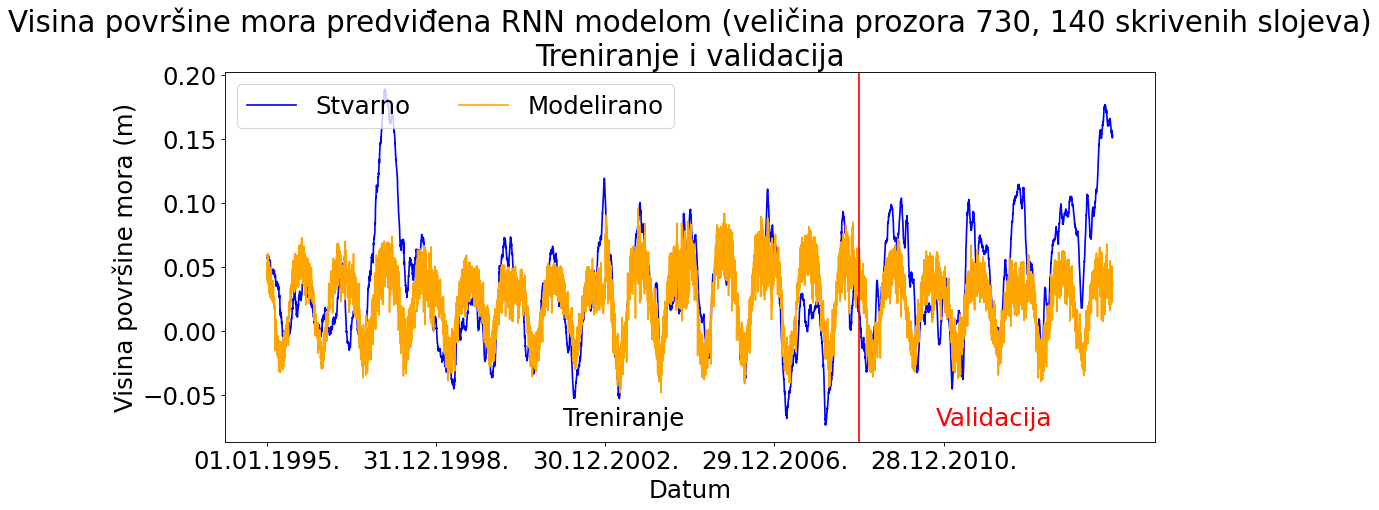 Visina površine mora predviđena RNN modelom (veličina prozora 730, 140 skrivenih slojeva)
Treniranje i validacija
Stvarno
Modelirano
Visina površine mora (m)
0.20
0.15
0.10
0.05
0.00
−0.05
Treniranje
Validacija
01.01.1995.
31.12.1998.
30.12.2002.
29.12.2006.
28.12.2010.
Datum